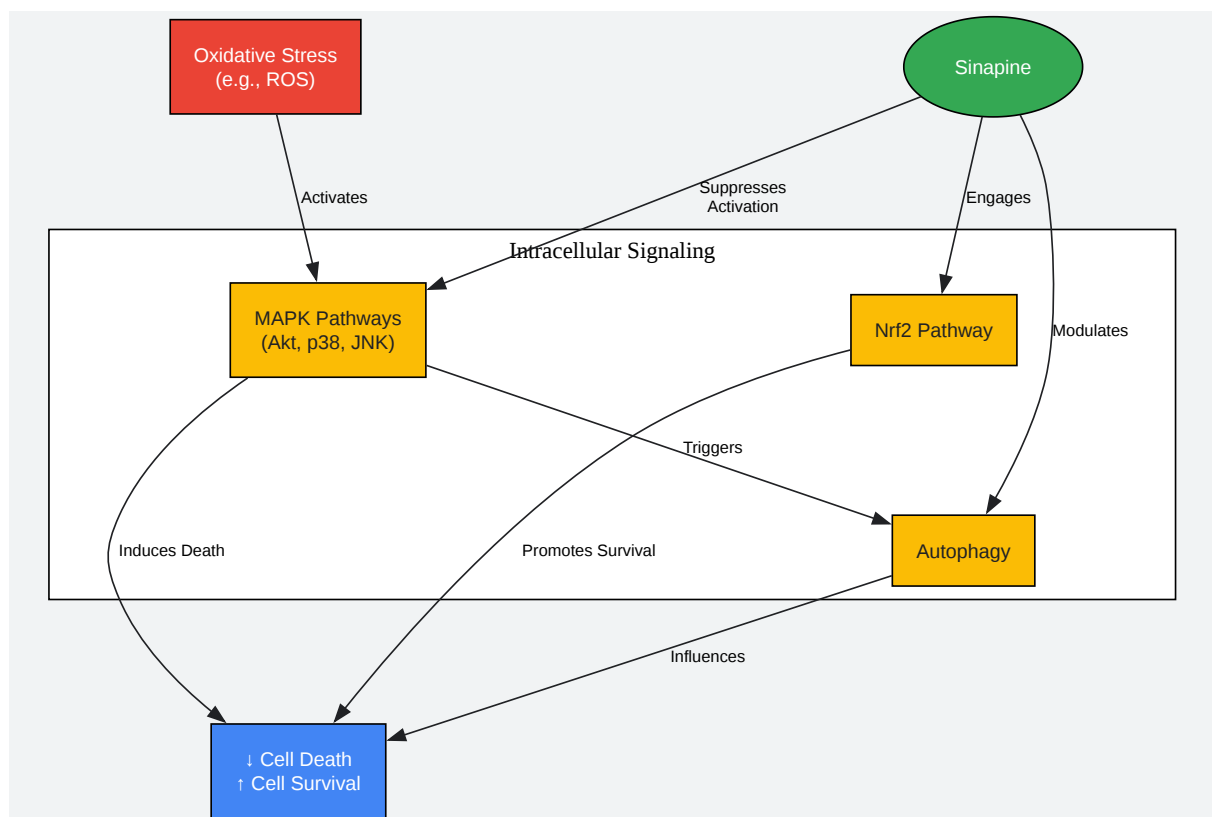 Oxidative Stress
(e.g., ROS)
Sinapine
Activates
Suppresses
Activation
Engages
Intracellular Signaling
MAPK Pathways
(Akt, p38, JNK)
Nrf2 Pathway
Modulates
Triggers
Induces Death
Promotes Survival
Autophagy
Influences
↓ Cell Death
↑ Cell Survival